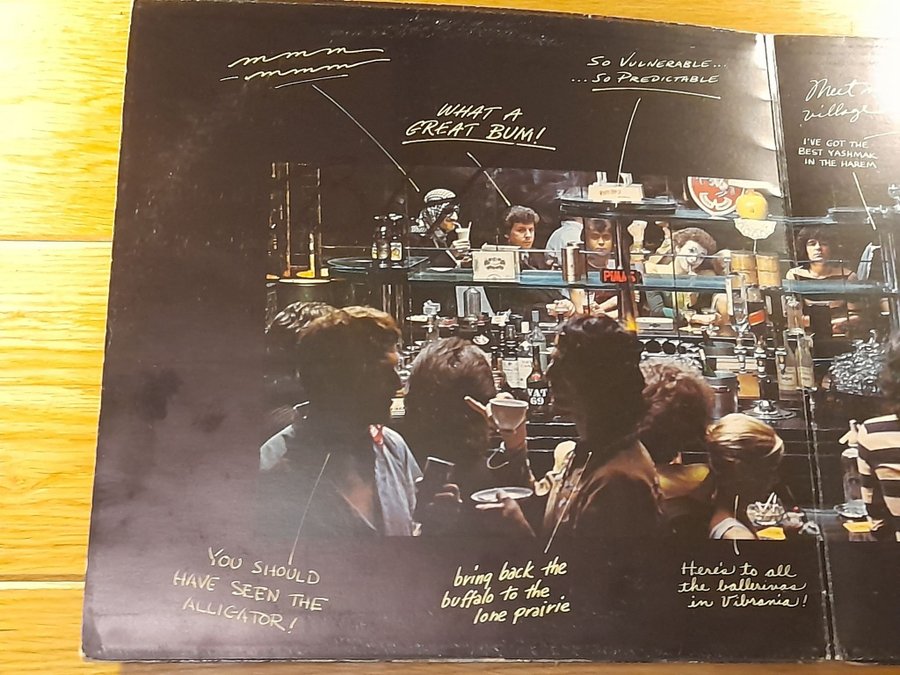 mmmm
- mmmm
WHAT A
GREAT BUM!
SO VULNERABLE...
...SO PREDICTABLE
Meet
village
I'VE GOT THE
BEST YASHMAK
IN THE HAREM
PIMMS
VAT
69
YOU SHOULD
HAVE SEEN THE
ALLIGATOR!
bring back the
buffalo to the
lone prairie
Here's to all
the ballerinas
in Vibrania!